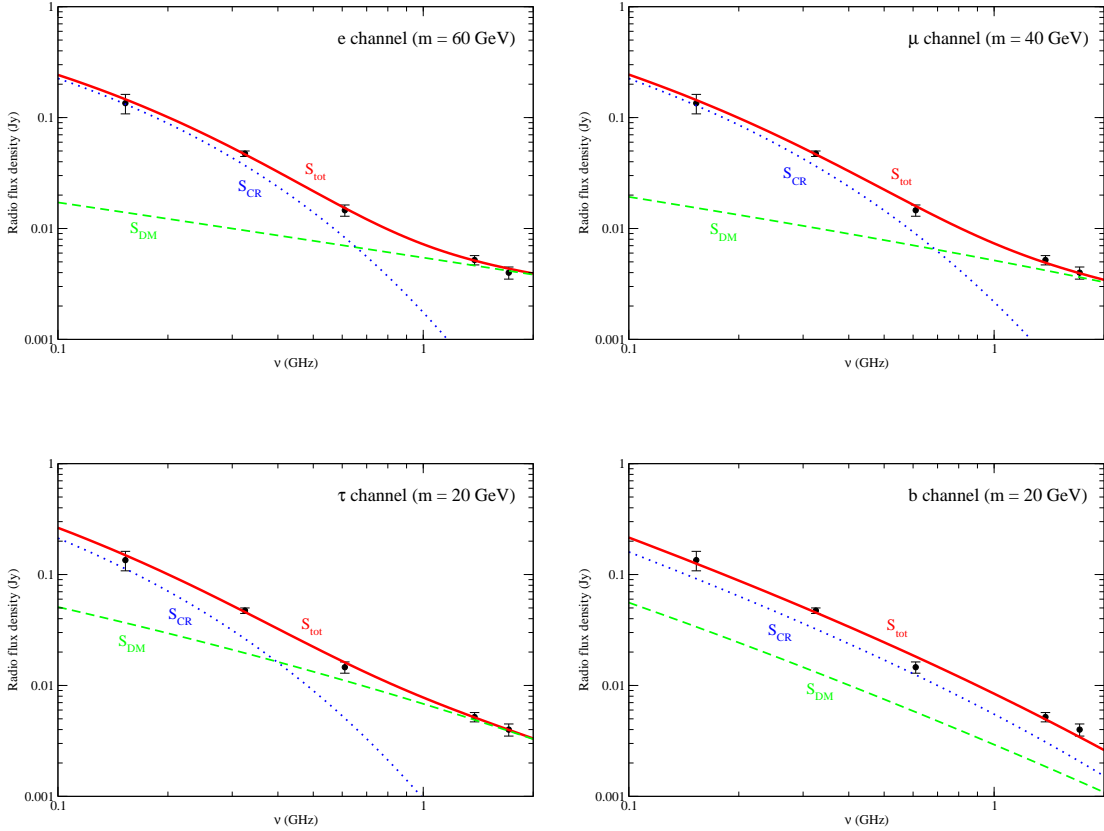 e channel (m = 60 GeV)
1
0.1
0.01
0.001
Radio flux density (Jy)
S_tot
S_CR
S_DM
0.1
1
ν (GHz)
μ channel (m = 40 GeV)
1
0.1
0.01
0.001
Radio flux density (Jy)
S_CR
S_tot
S_DM
0.1
1
ν (GHz)
τ channel (m = 20 GeV)
1
0.1
0.01
0.001
Radio flux density (Jy)
S_CR
S_tot
S_DM
0.1
1
ν (GHz)
b channel (m = 20 GeV)
1
0.1
0.01
0.001
Radio flux density (Jy)
S_CR
S_tot
S_DM
0.1
1
ν (GHz)